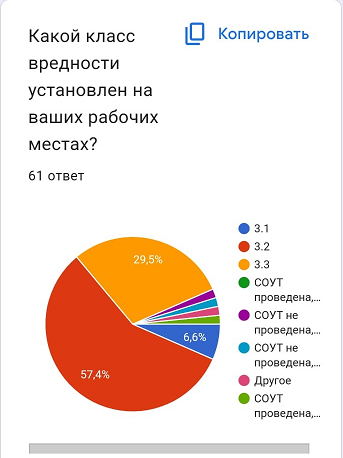 Какой класс
вредности
установлен на
ваших рабочих
местах?
Копировать
61 ответ
29,5%
6,6%
57,4%
3.1
3.2
3.3
СОУТ
проведена,...
СОУТ не
проведена,...
СОУТ не
проведена,...
Другое
СОУТ
проведена,...